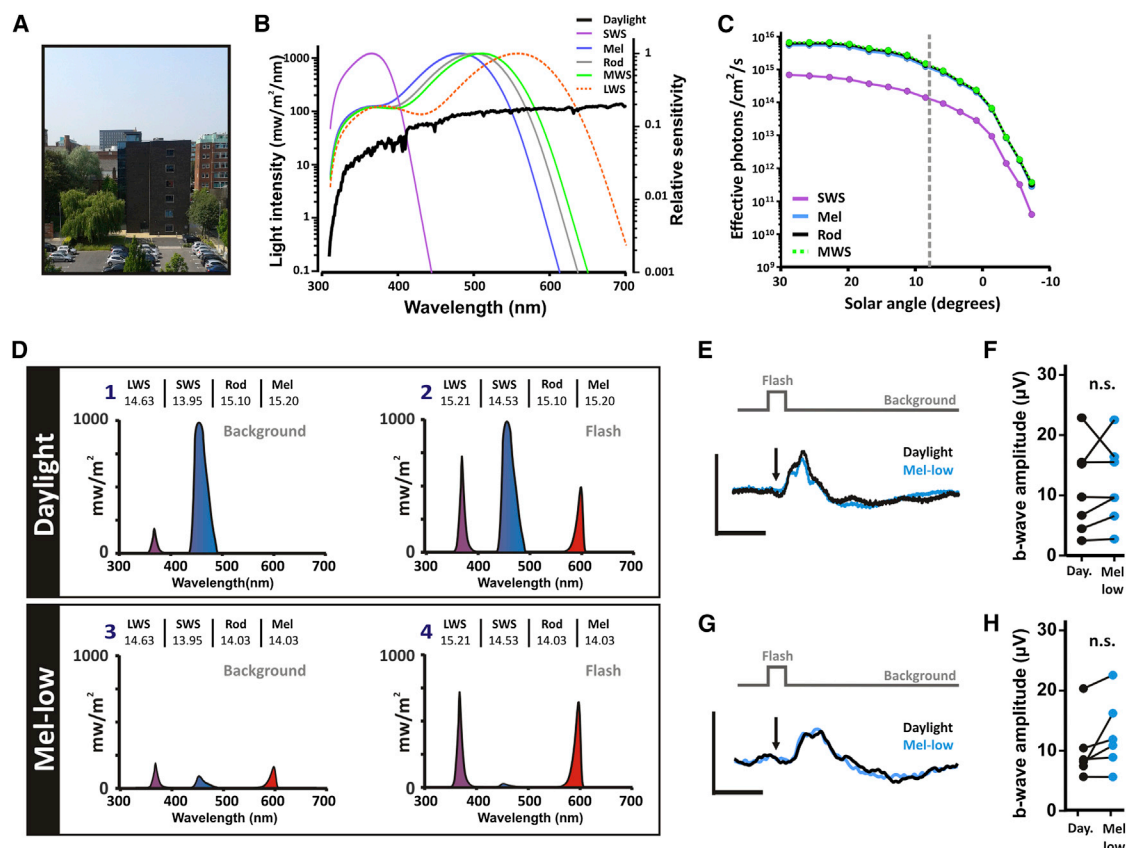 A
B
Daylight
SWS
Mel
Rod
MWS
LWS
Light intensity (mw/m²/nm)
1000
100
10
1
0.1
Relative sensitivity
1
0.1
0.01
0.001
300 400 500 600 700
Wavelength (nm)
C
Effective photons /cm²/s
10¹⁶
10¹⁵
10¹⁴
10¹³
10¹²
10¹¹
10¹⁰
10⁹
SWS
Mel
Rod
MWS
30 20 10 0 -10
Solar angle (degrees)
D
Daylight
1
LWS SWS Rod Mel
14.63 13.95 15.10 15.20
Background
1000
mw/m²
0
300 400 500 600 700
Wavelength(nm)
2
LWS SWS Rod Mel
15.21 14.53 15.10 15.20
Flash
1000
mw/m²
0
300 400 500 600 700
Wavelength(nm)
Mel-low
3
LWS SWS Rod Mel
14.63 13.95 14.03 14.03
Background
1000
mw/m²
0
300 400 500 600 700
Wavelength (nm)
4
LWS SWS Rod Mel
15.21 14.53 14.03 14.03
Flash
1000
mw/m²
0
300 400 500 600 700
Wavelength (nm)
E
Flash
Background
Daylight
Mel-low
F
b-wave amplitude (µV)
30
20
10
0
n.s.
Day. Mel
low
G
Flash
Background
Daylight
Mel-low
H
b-wave amplitude (µV)
30
20
10
0
n.s.
Day. Mel
low